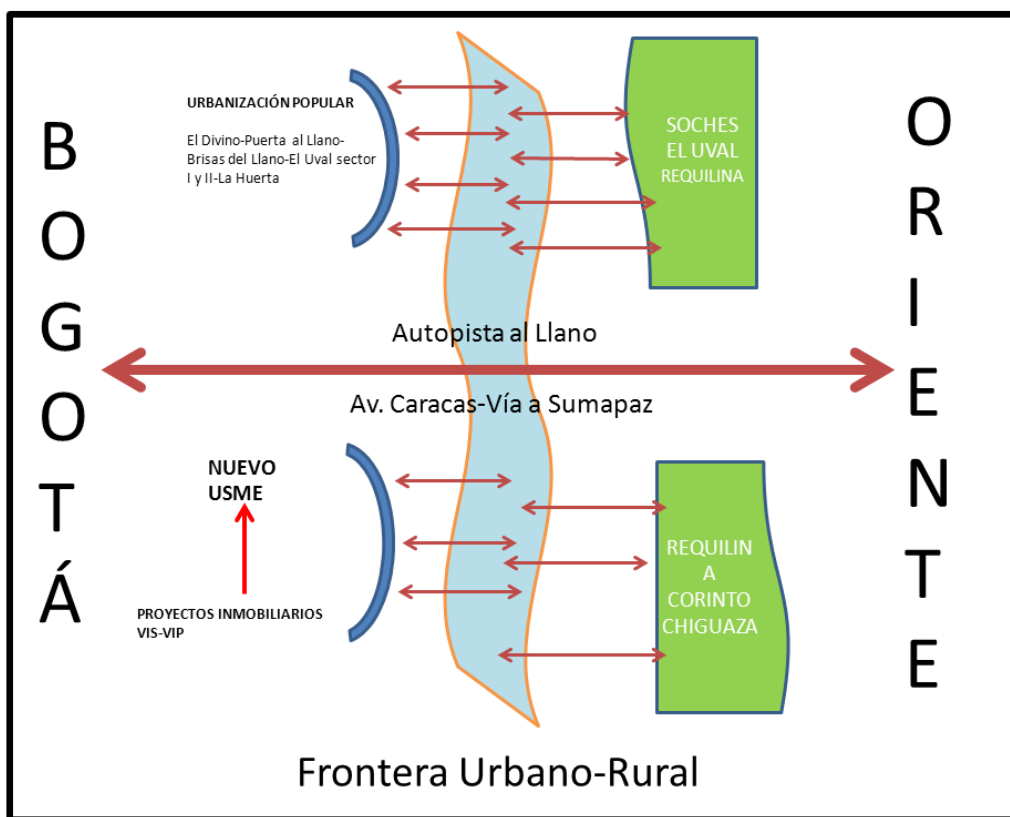 BOGOTÁ
URBANIZACIÓN POPULAR
El Divino-Puerta al Llano-
Brisas del Llano-El Uval sector
I y II-La Huerta
SOCHES
EL UVAL
REQUILINA
ORIENTE
Autopista al Llano
Av. Caracas-Vía a Sumapaz
NUEVO
USME
PROYECTOS INMOBILIARIOS
VIS-VIP
REQUILIN
A
CORINTO
CHIGUAZA
Frontera Urbano-Rural